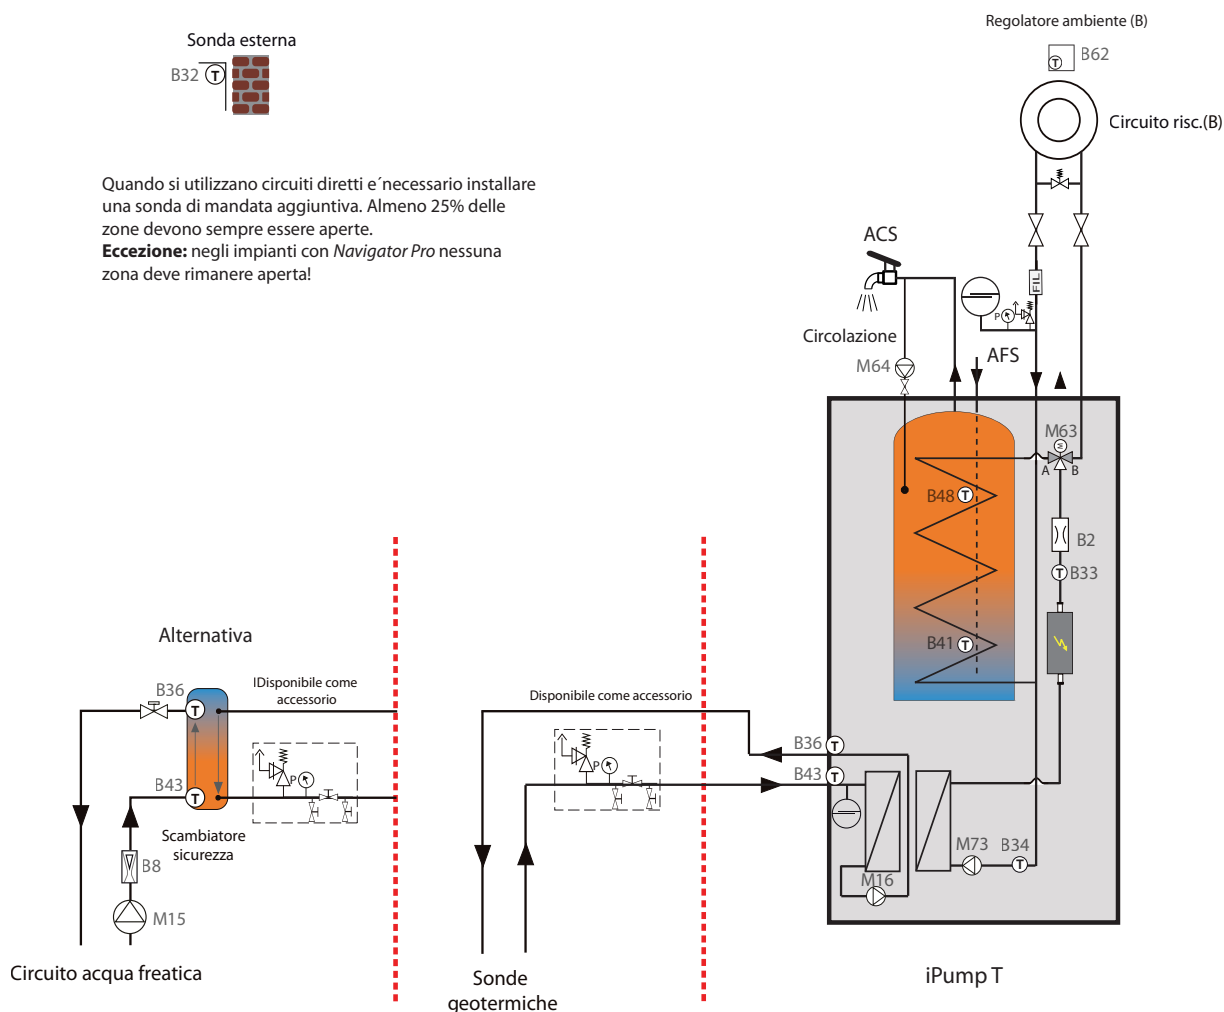 Sonda esterna
B32
T
Quando si utilizzano circuiti diretti e´necessario installare
una sonda di mandata aggiuntiva. Almeno 25% delle
zone devono sempre essere aperte.
Eccezione: negli impianti con Navigator Pro nessuna
zona deve rimanere aperta!
Regolatore ambiente (B)
T
B62
Circuito risc.(B)
ACS
FIL
P
Circolazione
AFS
M64
M63
M
A
B
B48
T
B2
T
B33
B41
T
Alternativa
B36
T
IDisponibile come
accessorio
B43
T
P
Scambiatore
sicurezza
B8
M15
Circuito acqua freatica
Disponibile come accessorio
P
Sonde
geotermiche
B36
T
B43
T
M16
M73
B34
T
iPump T